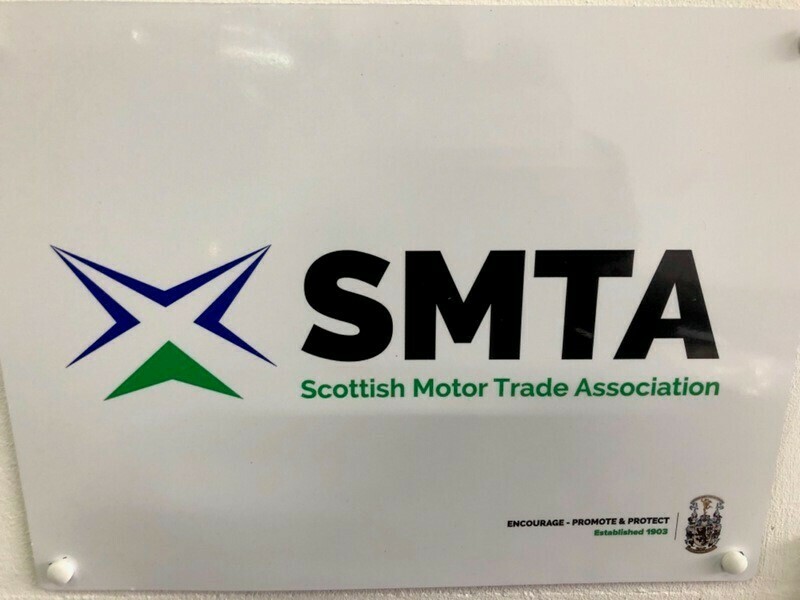 SMTA
Scottish Motor Trade Association
ENCOURAGE - PROMOTE & PROTECT
Established 1903